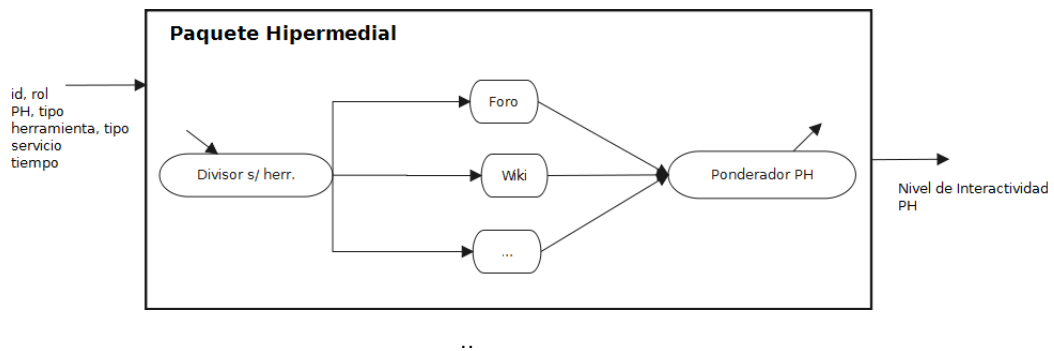 Paquete Hipermedial
id, rol
PH, tipo
herramienta, tipo
servicio
tiempo
Foro
Divisor s/ herr.
Wiki
Ponderador PH
...
Nivel de Interactividad
PH